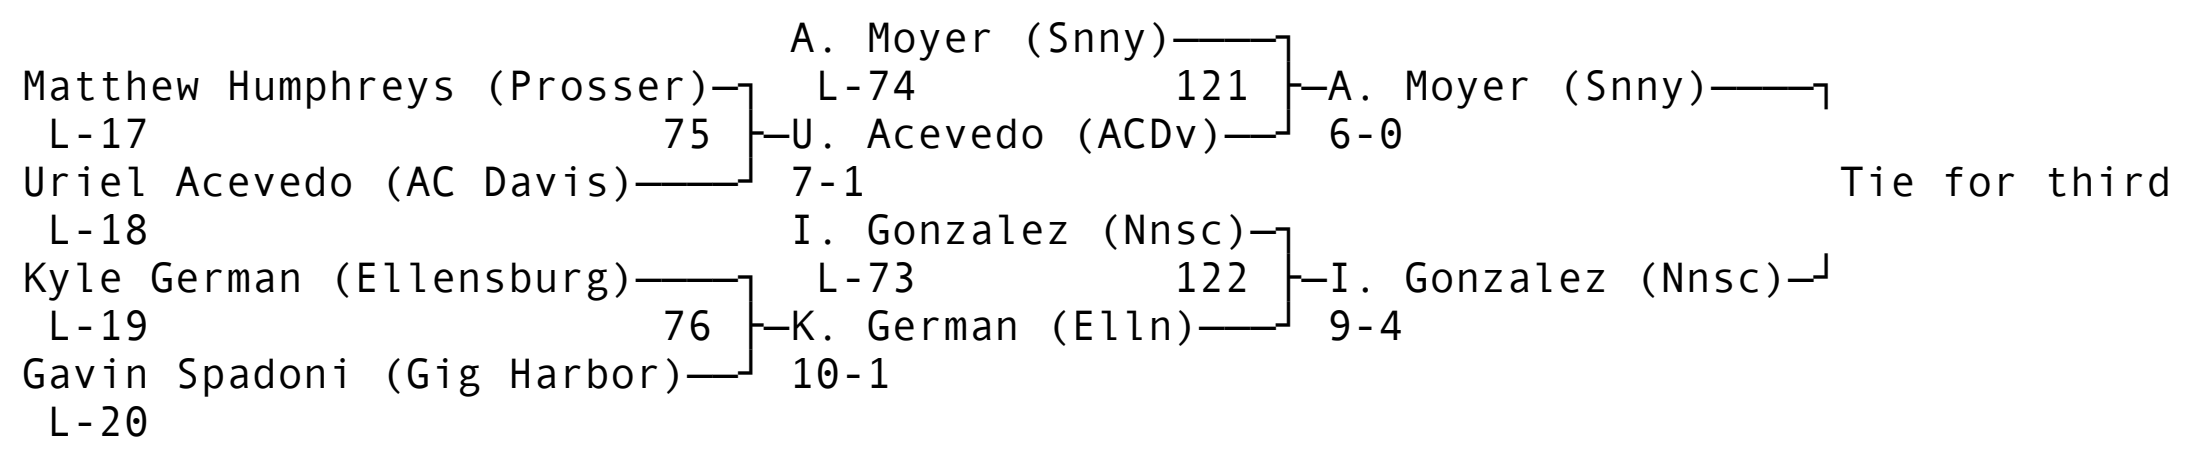 A. Moyer (Snny)
Matthew Humphreys (Prosser) L-74 121 A. Moyer (Snny)
L-17 75 U. Acevedo (ACDv) 6-0
Uriel Acevedo (AC Davis) 7-1 Tie for third
L-18 I. Gonzalez (Nnsc)
Kyle German (Ellensburg) L-73 122 I. Gonzalez (Nnsc)
L-19 76 K. German (Elln) 9-4
Gavin Spadoni (Gig Harbor) 10-1
L-20